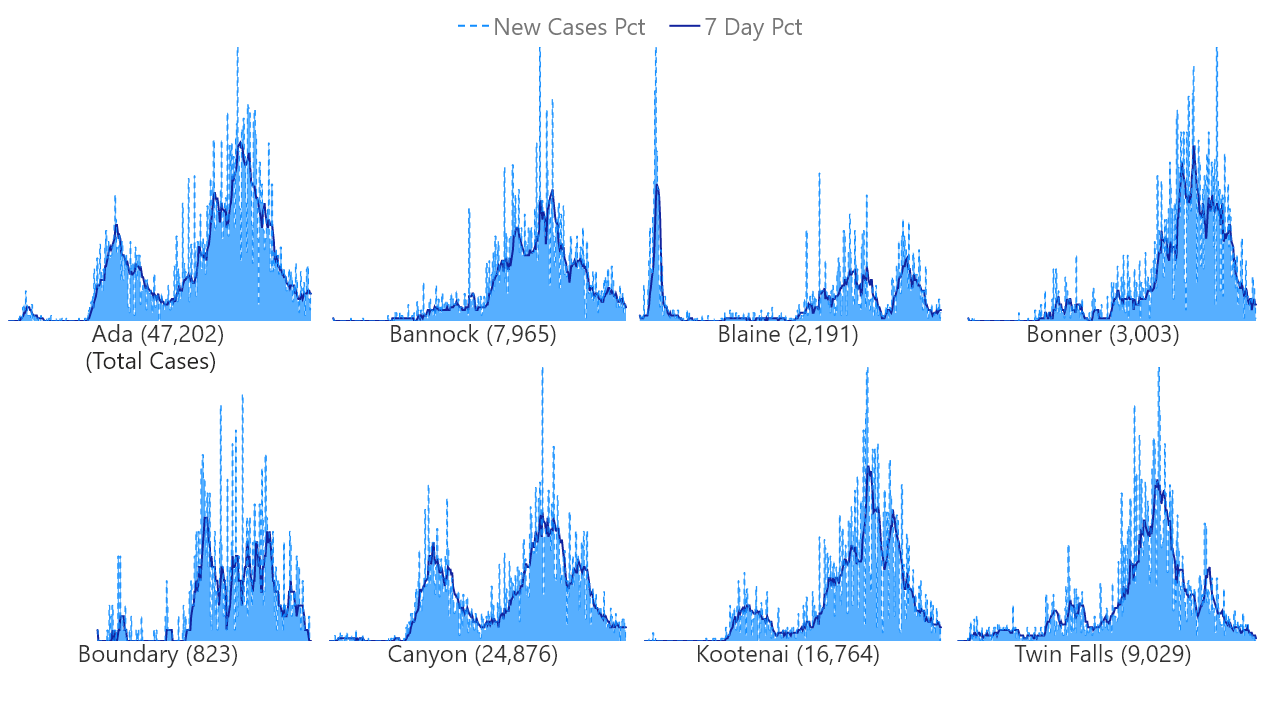 New Cases Pct 7 Day Pct
Ada (47,202)
(Total Cases)
Bannock (7,965)
Blaine (2,191)
Bonner (3,003)
Boundary (823)
Canyon (24,876)
Kootenai (16,764)
Twin Falls (9,029)